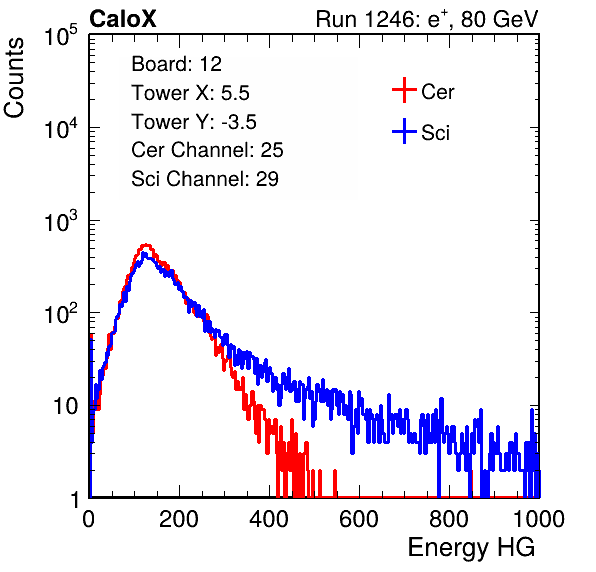 CaloX Run 1246: e⁺, 80 GeV
Board: 12
Tower X: 5.5
Tower Y: -3.5
Cer Channel: 25
Sci Channel: 29
Cer
Sci
Counts
10⁵
10⁴
10³
10²
10
1
0 200 400 600 800 1000
Energy HG